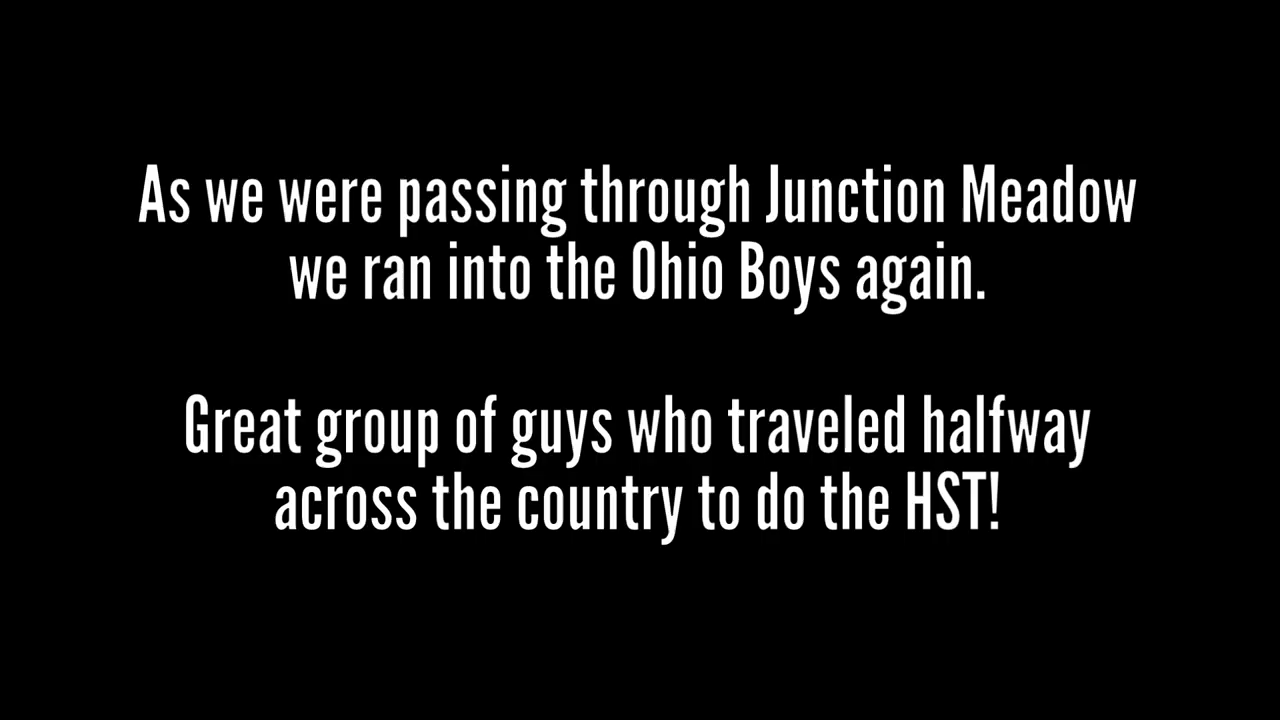 As we were passing through Junction Meadow
we ran into the Ohio Boys again.
Great group of guys who traveled halfway
across the country to do the HST!